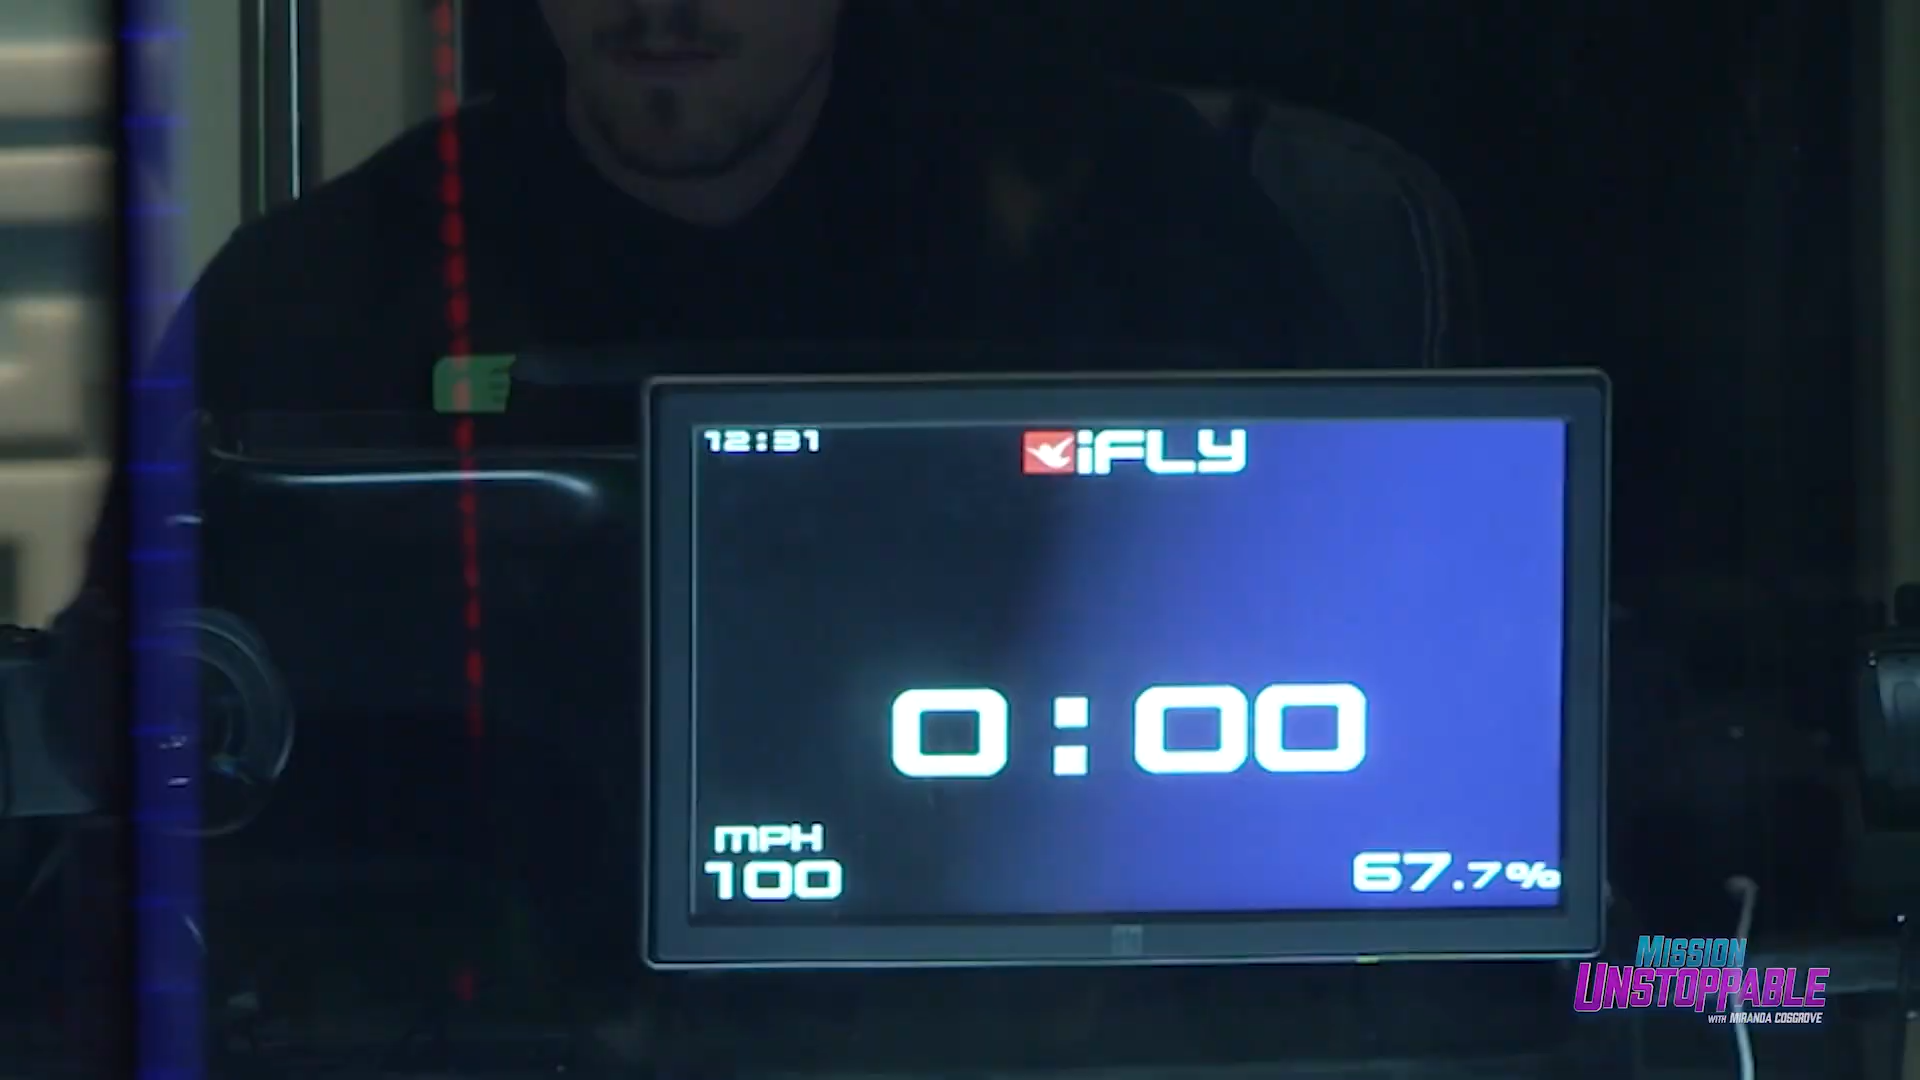 12:31
iFLY
0:00
MPH
100
67.7%
MISSION
UNSTOPPABLE
WITH MIRANDA COSGROVE